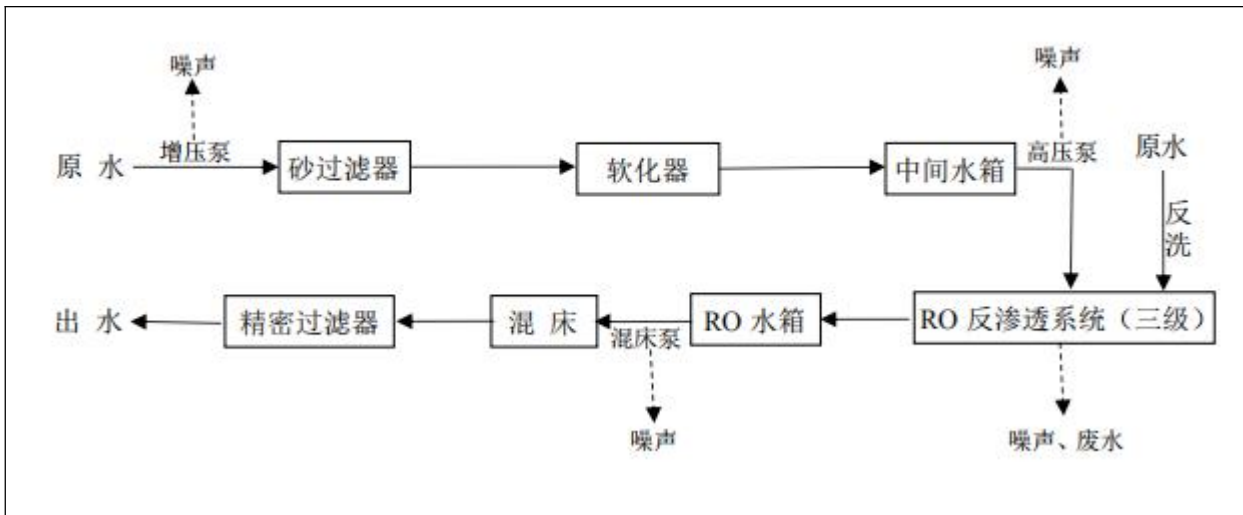 噪声
噪声
原 水
增压泵
砂过滤器
软化器
中间水箱
高压泵
原水
反洗
出 水
精密过滤器
混 床
混床泵
RO 水箱
RO 反渗透系统（三级）
噪声
噪声、废水